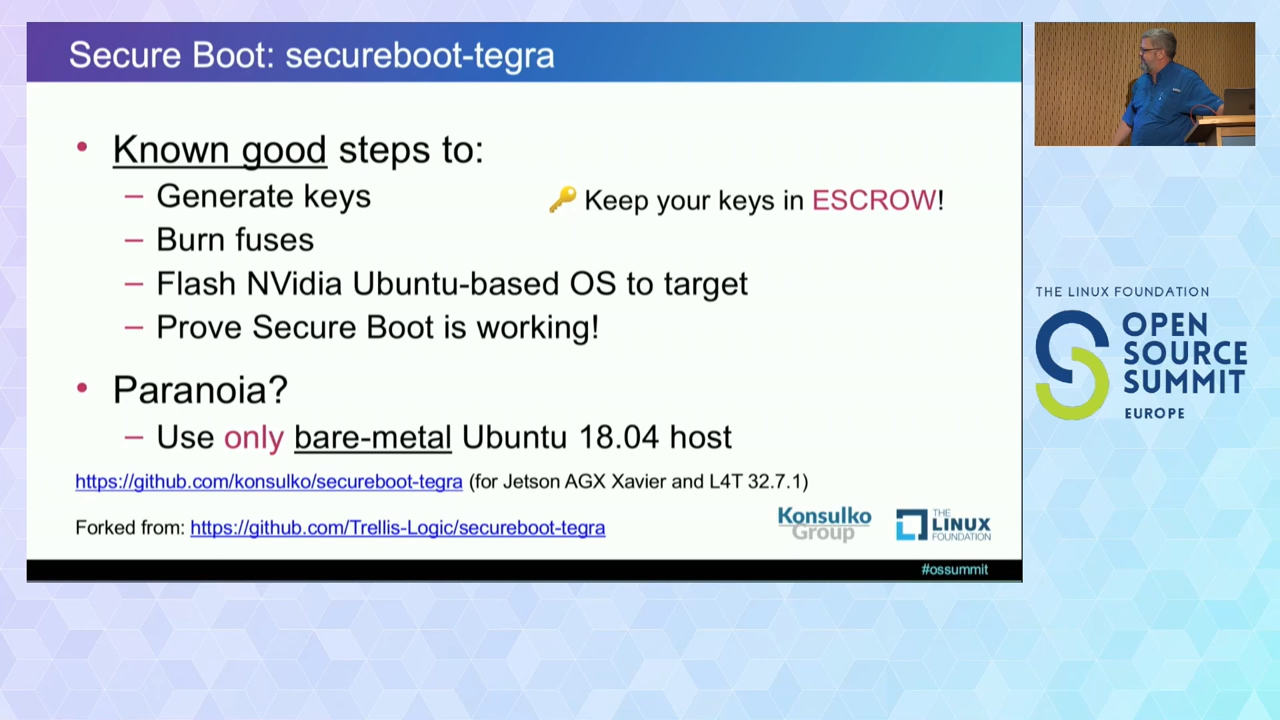 Secure Boot: secureboot-tegra
• Known good steps to:
– Generate keys
🔑 Keep your keys in ESCROW!
– Burn fuses
– Flash NVidia Ubuntu-based OS to target
– Prove Secure Boot is working!
• Paranoia?
– Use only bare-metal Ubuntu 18.04 host
https://github.com/konsulko/secureboot-tegra (for Jetson AGX Xavier and L4T 32.7.1)
Forked from: https://github.com/Trellis-Logic/secureboot-tegra
Konsulko
Group
THE
LINUX
FOUNDATION
#ossummit
THE LINUX FOUNDATION
OPEN
SOURCE
SUMMIT
EUROPE